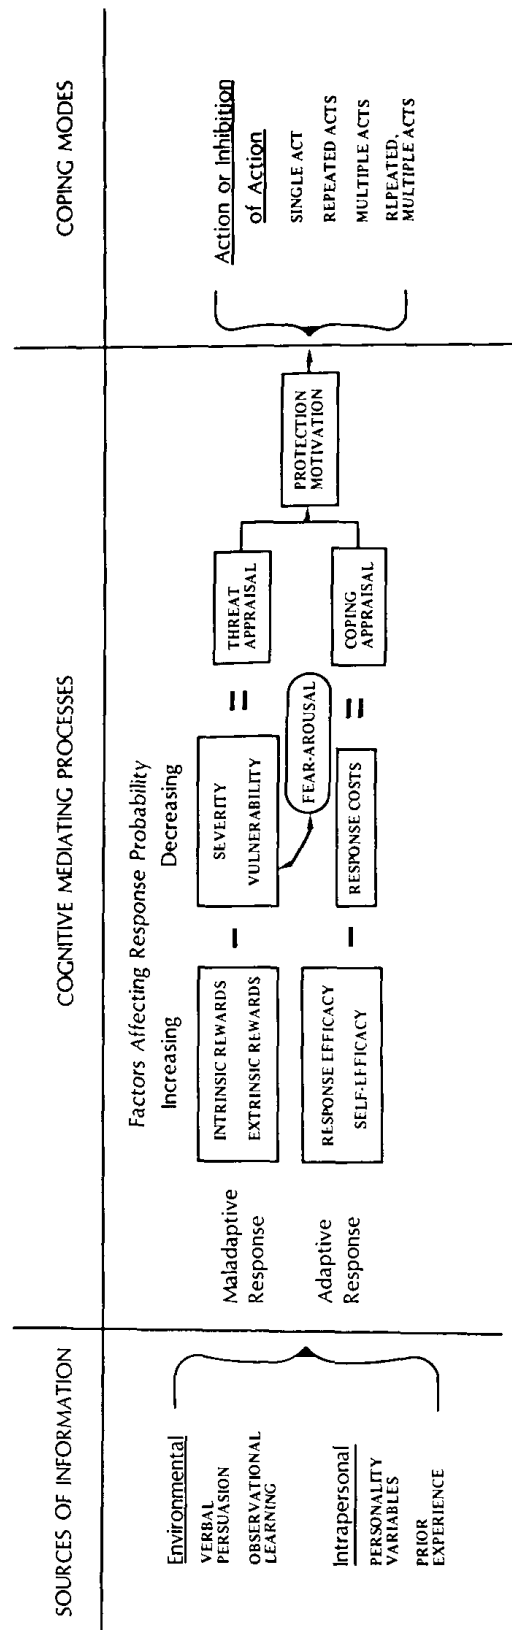 SOURCES OF INFORMATION
COGNITIVE MEDIATING PROCESSES
COPING MODES
Environmental
VERBAL
PERSUASION
OBSERVATIONAL
LEARNING
Intrapersonal
PERSONALITY
VARIABLES
PRIOR
EXPERIENCE
Factors Affecting Response Probability
Increasing
Decreasing
Maladaptive
Response
INTRINSIC REWARDS
EXTRINSIC REWARDS
–
SEVERITY
VULNERABILITY
=
THREAT
APPRAISAL
FEAR-AROUSAL
Adaptive
Response
RESPONSE EFFICACY
SELF-EFFICACY
–
RESPONSE COSTS
=
COPING
APPRAISAL
PROTECTION
MOTIVATION
Action or Inhibition
of Action
SINGLE ACT
REPEATED ACTS
MULTIPLE ACTS
REPEATED,
MULTIPLE ACTS